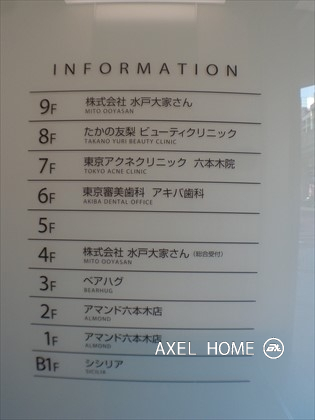 INFORMATION
9F 株式会社 水戸大家さん
MITO OOYASAN
8F たかの友梨 ビューティクリニック
TAKANO YURI BEAUTY CLINIC
7F 東京アクネクリニック 六本木院
TOKYO ACNE CLINIC
6F 東京審美歯科 アキバ歯科
AKIBA DENTAL OFFICE
5F
4F 株式会社 水戸大家さん (総合受付)
MITO OOYASAN
3F ベアハグ
BEARHUG
2F アマンド六本木店
ALMOND
1F アマンド六本木店
ALMOND
B1F シシリア
SICILIA
AXEL HOME